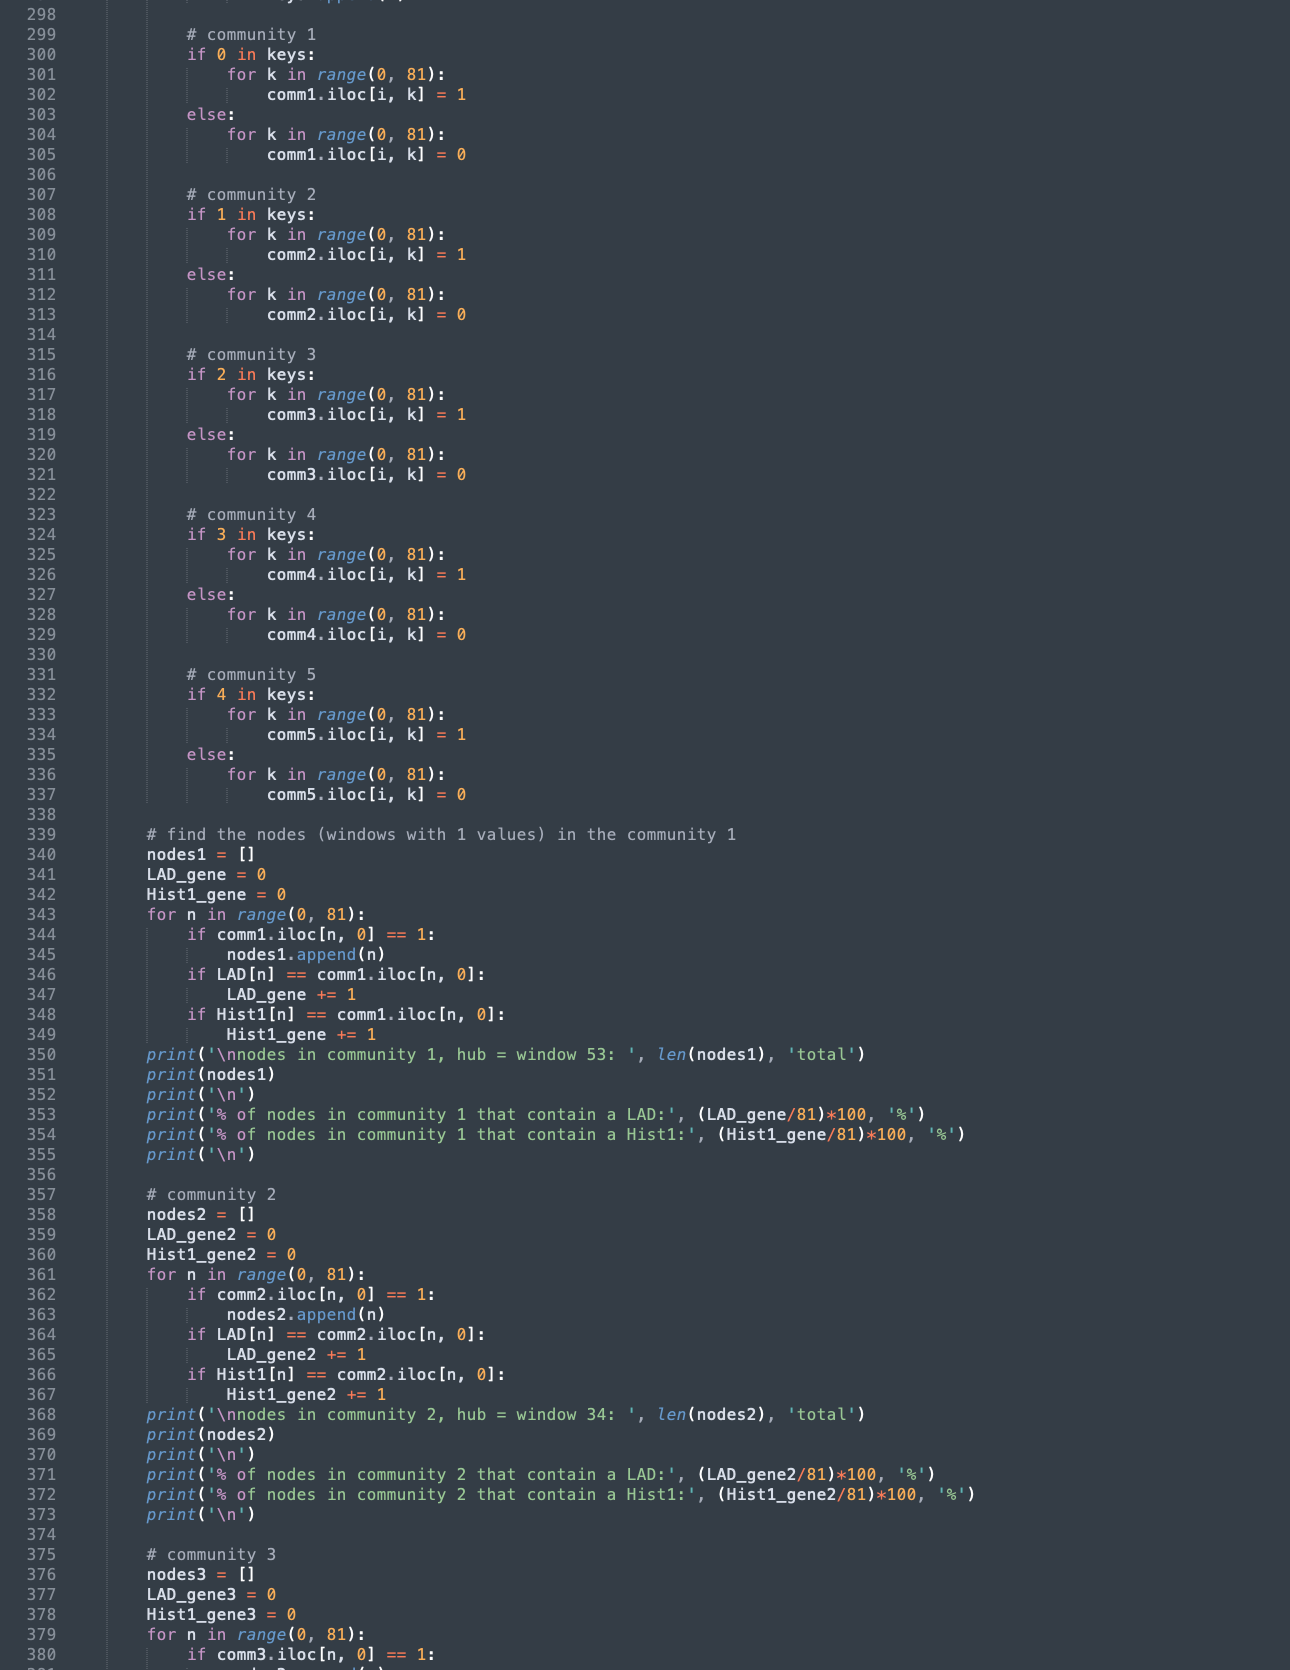 298
299 # community 1
300 if 0 in keys:
301 for k in range(0, 81):
302 comm1.iloc[i, k] = 1
303 else:
304 for k in range(0, 81):
305 comm1.iloc[i, k] = 0
306
307 # community 2
308 if 1 in keys:
309 for k in range(0, 81):
310 comm2.iloc[i, k] = 1
311 else:
312 for k in range(0, 81):
313 comm2.iloc[i, k] = 0
314
315 # community 3
316 if 2 in keys:
317 for k in range(0, 81):
318 comm3.iloc[i, k] = 1
319 else:
320 for k in range(0, 81):
321 comm3.iloc[i, k] = 0
322
323 # community 4
324 if 3 in keys:
325 for k in range(0, 81):
326 comm4.iloc[i, k] = 1
327 else:
328 for k in range(0, 81):
329 comm4.iloc[i, k] = 0
330
331 # community 5
332 if 4 in keys:
333 for k in range(0, 81):
334 comm5.iloc[i, k] = 1
335 else:
336 for k in range(0, 81):
337 comm5.iloc[i, k] = 0
338
339 # find the nodes (windows with 1 values) in the community 1
340 nodes1 = []
341 LAD_gene = 0
342 Hist1_gene = 0
343 for n in range(0, 81):
344 if comm1.iloc[n, 0] == 1:
345 nodes1.append(n)
346 if LAD[n] == comm1.iloc[n, 0]:
347 LAD_gene += 1
348 if Hist1[n] == comm1.iloc[n, 0]:
349 Hist1_gene += 1
350 print('\nnodes in community 1, hub = window 53: ', len(nodes1), 'total')
351 print(nodes1)
352 print('\n')
353 print('% of nodes in community 1 that contain a LAD:', (LAD_gene/81)*100, '%')
354 print('% of nodes in community 1 that contain a Hist1:', (Hist1_gene/81)*100, '%')
355 print('\n')
356
357 # community 2
358 nodes2 = []
359 LAD_gene2 = 0
360 Hist1_gene2 = 0
361 for n in range(0, 81):
362 if comm2.iloc[n, 0] == 1:
363 nodes2.append(n)
364 if LAD[n] == comm2.iloc[n, 0]:
365 LAD_gene2 += 1
366 if Hist1[n] == comm2.iloc[n, 0]:
367 Hist1_gene2 += 1
368 print('\nnodes in community 2, hub = window 34: ', len(nodes2), 'total')
369 print(nodes2)
370 print('\n')
371 print('% of nodes in community 2 that contain a LAD:', (LAD_gene2/81)*100, '%')
372 print('% of nodes in community 2 that contain a Hist1:', (Hist1_gene2/81)*100, '%')
373 print('\n')
374
375 # community 3
376 nodes3 = []
377 LAD_gene3 = 0
378 Hist1_gene3 = 0
379 for n in range(0, 81):
380 if comm3.iloc[n, 0] == 1: